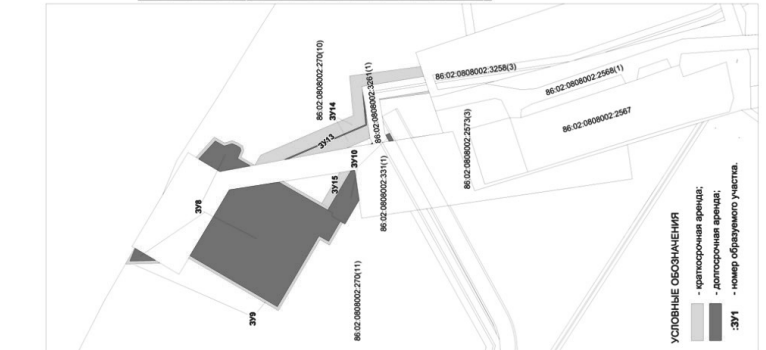 86:02:0808002:270(10)
ЗУ14
86:02:0808002:3261(1)
86:02:0808002:3258(3)
86:02:0808002:2568(1)
86:02:0808002:2567
86:02:0808002:2573(3)
ЗУ13
ЗУ10
ЗУ15
86:02:0808002:331(1)
ЗУ8
ЗУ9
86:02:0808002:270(11)
УСЛОВНЫЕ ОБОЗНАЧЕНИЯ
- краткосрочная аренда;
- долгосрочная аренда;
:ЗУ1 - номер образуемого участка.